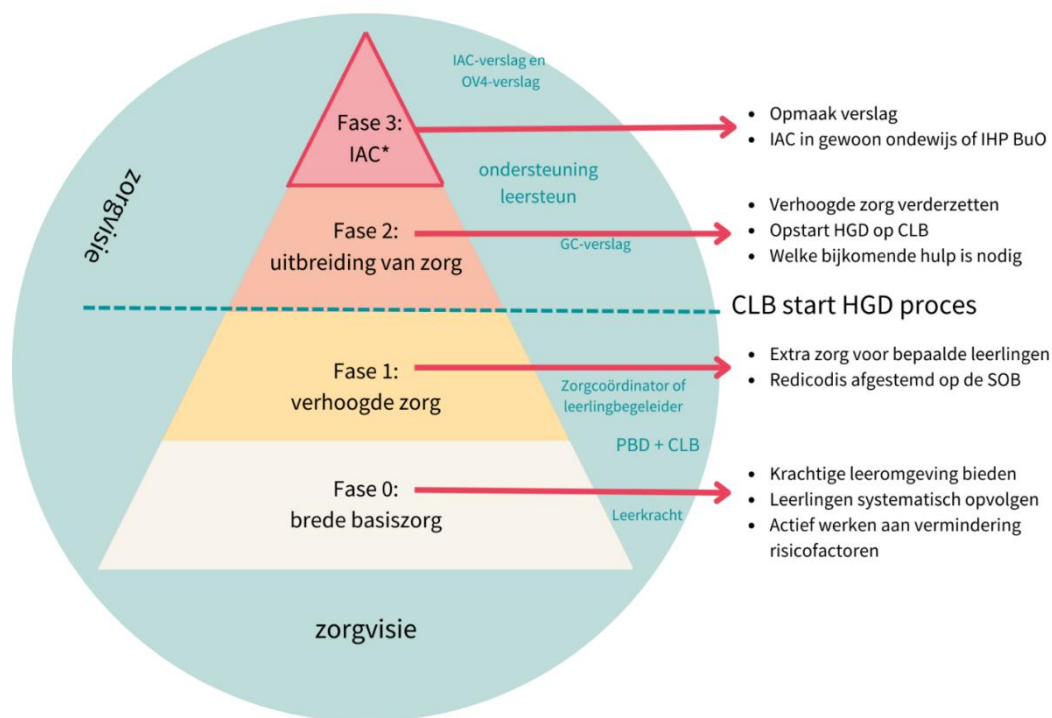 IAC-verslag en
OV4-verslag
Fase 3:
IAC*
• Opmaak verslag
• IAC in gewoon ondewijs of IHP BuO
zorgvisie
ondersteuning
leersteun
Fase 2:
uitbreiding van zorg
GC-verslag
• Verhoogde zorg verderzetten
• Opstart HGD op CLB
• Welke bijkomende hulp is nodig
CLB start HGD proces
Fase 1:
verhoogde zorg
Zorgcoördinator of
leerlingbegeleider
• Extra zorg voor bepaalde leerlingen
• Redicodis afgestemd op de SOB
PBD + CLB
Fase 0:
brede basiszorg
Leerkracht
• Krachtige leeromgeving bieden
• Leerlingen systematisch opvolgen
• Actief werken aan vermindering
risicofactoren
zorgvisie